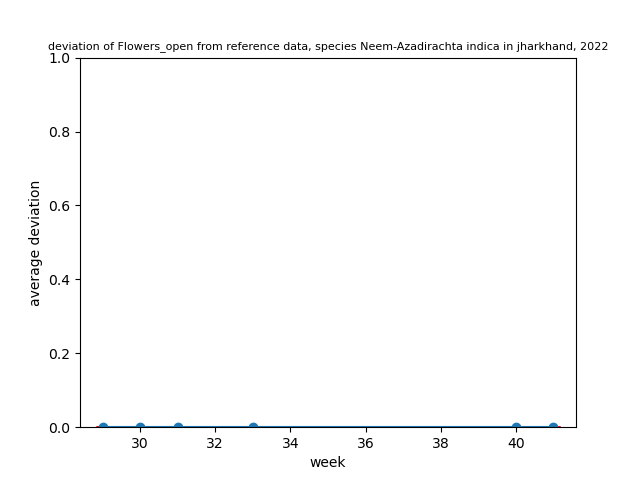 deviation of Flowers_open from reference data, species Neem-Azadirachta indica in jharkhand, 2022
1.0
0.8
0.6
0.4
0.2
0.0
average deviation
30 32 34 36 38 40
week